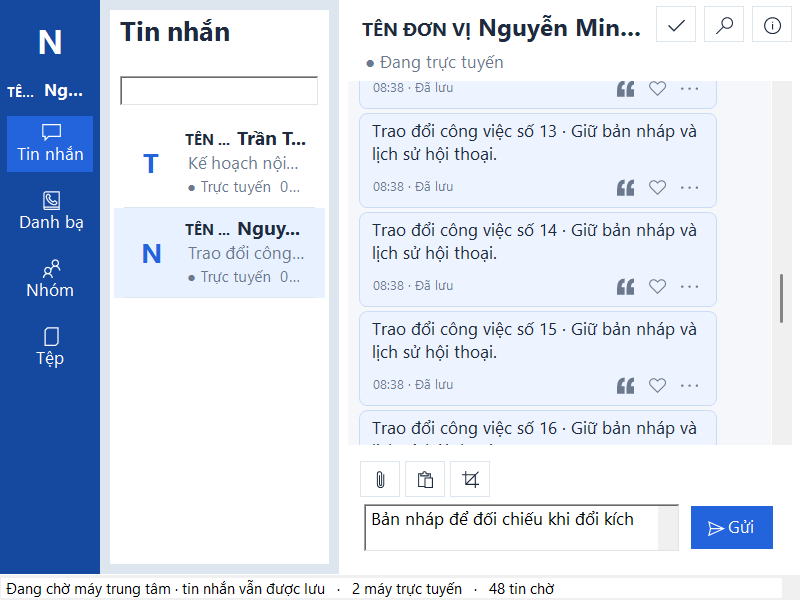 N
TÊ... Ng...
Tin nhắn
Danh bạ
Nhóm
Tệp
Tin nhắn
T
TÊN ... Trần T...
Kế hoạch nội...
● Trực tuyến 0...
N
TÊN ... Nguy...
Trao đổi công...
● Trực tuyến 0...
TÊN ĐƠN VỊ Nguyễn Min...
● Đang trực tuyến
08:38 · Đã lưu
Trao đổi công việc số 13 · Giữ bản nháp và
lịch sử hội thoại.
08:38 · Đã lưu
Trao đổi công việc số 14 · Giữ bản nháp và
lịch sử hội thoại.
08:38 · Đã lưu
Trao đổi công việc số 15 · Giữ bản nháp và
lịch sử hội thoại.
08:38 · Đã lưu
Trao đổi công việc số 16 · Giữ bản nháp và
Bản nháp để đối chiếu khi đổi kích
Gửi
Đang chờ máy trung tâm · tin nhắn vẫn được lưu · 2 máy trực tuyến · 48 tin chờ